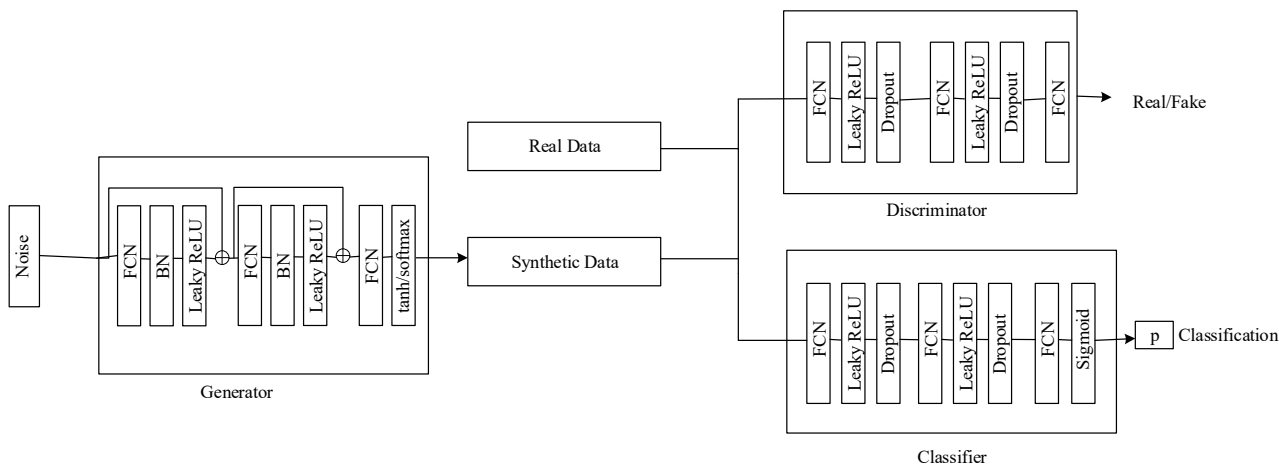 Noise
FCN
BN
Leaky ReLU
FCN
BN
Leaky ReLU
FCN
tanh/softmax
Generator
Real Data
Synthetic Data
FCN
Leaky ReLU
Dropout
FCN
Leaky ReLU
Dropout
FCN
Real/Fake
Discriminator
FCN
Leaky ReLU
Dropout
FCN
Leaky ReLU
Dropout
FCN
Sigmoid
p
Classification
Classifier